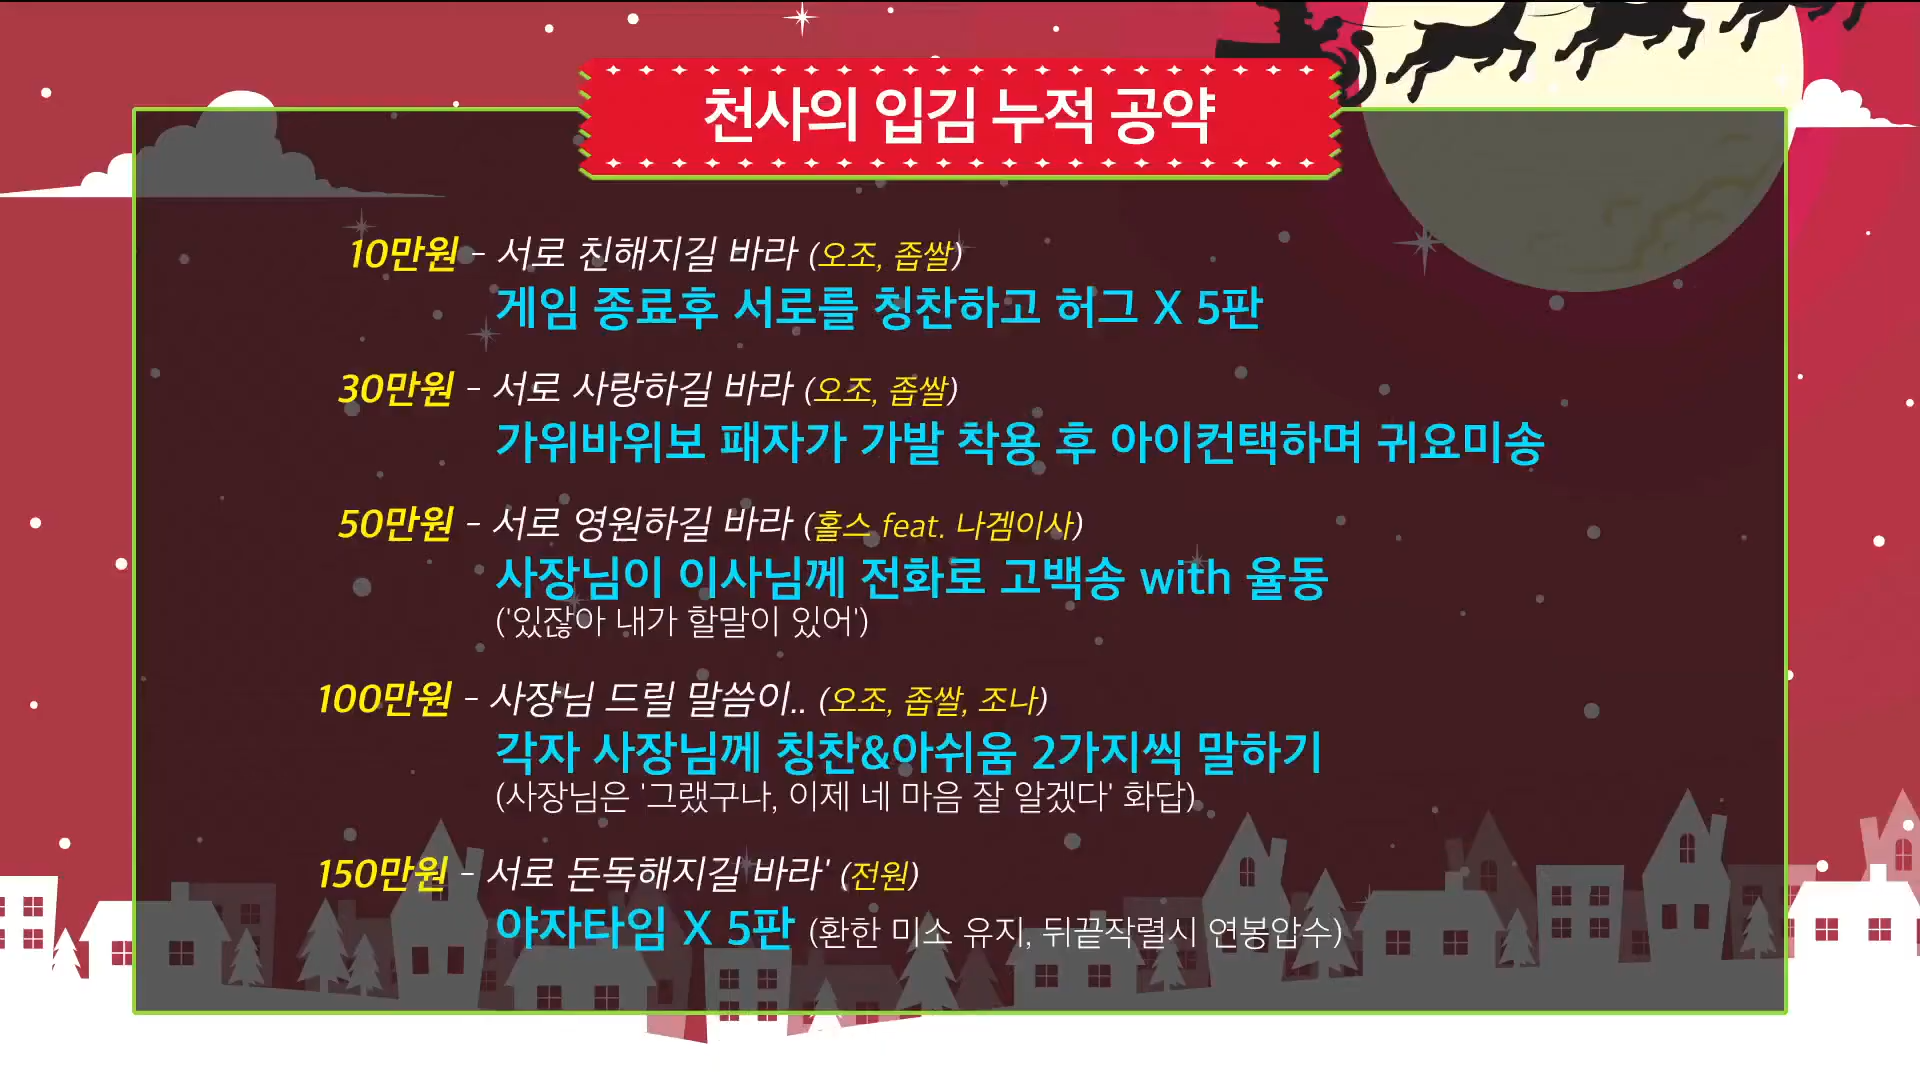 천사의 입김 누적 공약
10만원 - 서로 친해지길 바라 (오조, 좁쌀)
게임 종료후 서로를 칭찬하고 허그 X 5판
30만원 - 서로 사랑하길 바라 (오조, 좁쌀)
가위바위보 패자가 가발 착용 후 아이컨택하며 귀요미송
50만원 - 서로 영원하길 바라 (홀스 feat. 나겜이사)
사장님이 이사님께 전화로 고백송 with 율동
('있잖아 내가 할말이 있어')
100만원 - 사장님 드릴 말씀이.. (오조, 좁쌀, 조나)
각자 사장님께 칭찬&아쉬움 2가지씩 말하기
(사장님은 '그랬구나, 이제 네 마음 잘 알겠다' 화답)
150만원 - 서로 돈독해지길 바라' (전원)
야자타임 X 5판 (환한 미소 유지, 뒤끝작렬시 연봉압수)